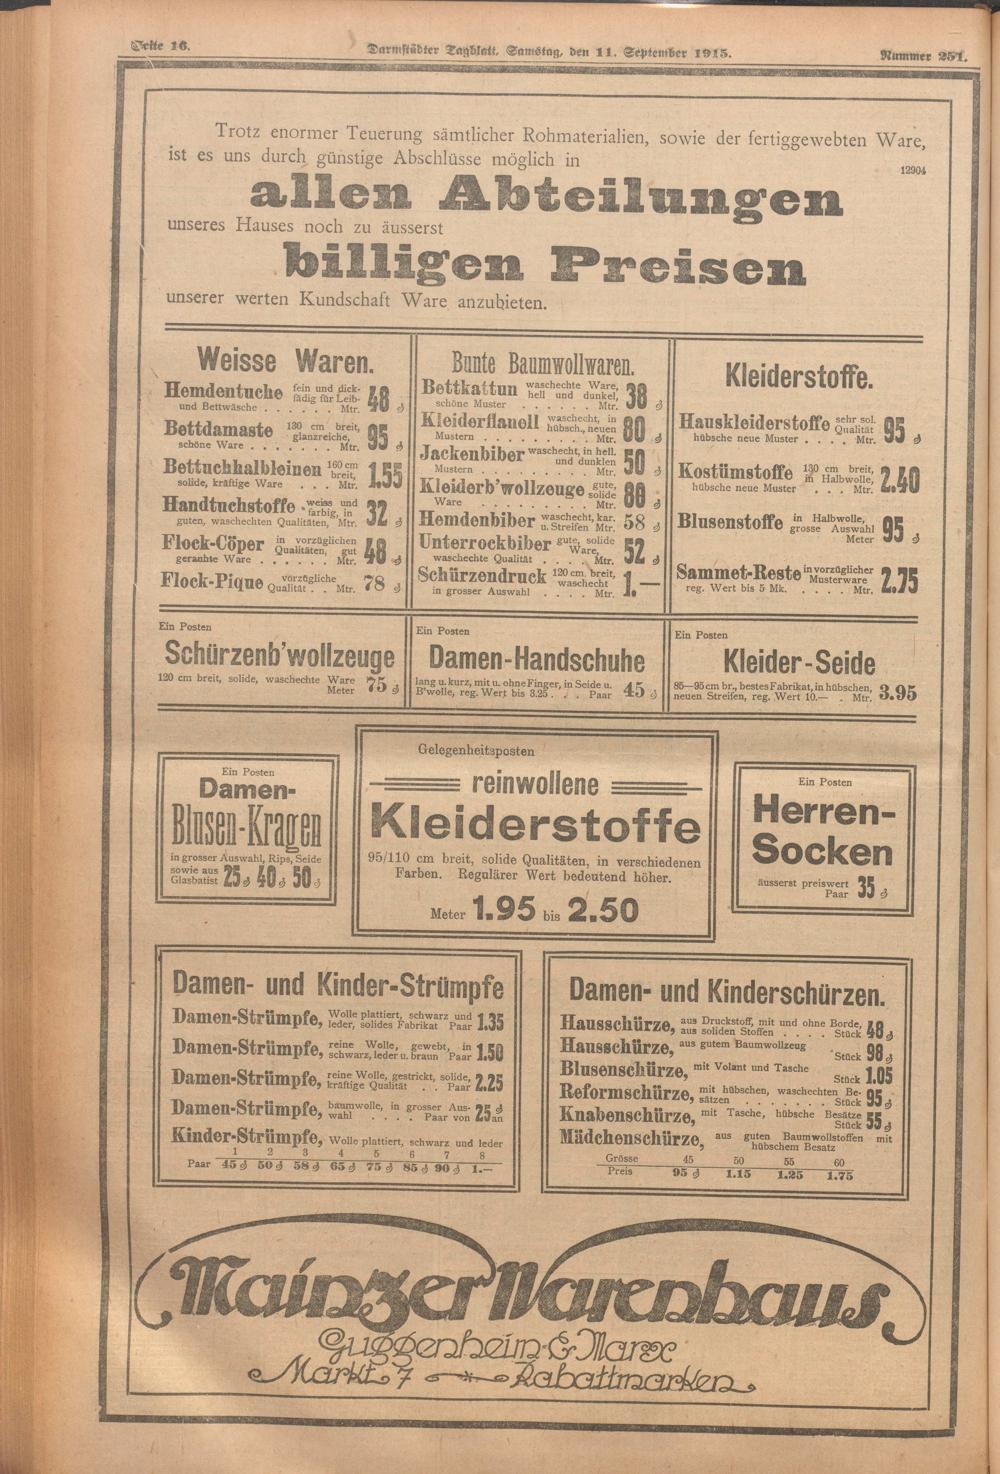 Seite 16.
Darmstädter Tagblatt, Samstag, den 11. September 1915.
Nummer 251.
Trotz enormer Teuerung sämtlicher Rohmaterialien, sowie der fertiggewebten Ware,
ist es uns durch günstige Abschlüsse möglich in
12904
allen Abteilungen
unseres Hauses noch zu äusserst
billigen Preisen
unserer werten Kundschaft Ware anzubieten.
Weisse Waren.
Hemdentuche fein und dick-
fädig für Leib-
und Bettwäsche . . . . . . Mtr. 48 ₰
Bettdamaste 130 cm breit,
glanzreiche,
schöne Ware . . . . . . . Mtr. 95 ₰
Bettuchhalbleinen 160 cm
breit,
solide, kräftige Ware . . . Mtr. 1.55
Handtuchstoffe weiss und
farbig, in
guten, waschechten Qualitäten, Mtr. 32 ₰
Flock-Cöper in vorzüglichen
Qualitäten, gut
gerauhte Ware . . . . . . Mtr. 48 ₰
Flock-Pique vorzügliche
Qualität . . Mtr. 78 ₰
Bunte Baumwollwaren.
Bettkattun waschechte Ware,
hell und dunkel,
schöne Muster . . . . . . Mtr. 38 ₰
Kleiderflanell waschecht, in
hübsch., neuen
Mustern . . . . . . . . Mtr. 80 ₰
Jackenbiber waschecht, in hell.
und dunklen
Mustern . . . . . . . . Mtr. 50 ₰
Kleiderb'wollzeuge gute,
solide
Ware . . . . . . . . . Mtr. 88 ₰
Hemdenbiber waschecht, kar.
u. Streifen Mtr. 58 ₰
Unterrockbiber gute, solide
Ware,
waschechte Qualität . . . . Mtr. 52 ₰
Schürzendruck 120 cm. breit,
waschecht
in grosser Auswahl . . . . Mtr. 1.—
Kleiderstoffe.
Hauskleiderstoffe sehr sol.
Qualität
hübsche neue Muster . . . . Mtr. 95 ₰
Kostümstoffe 130 cm breit,
in Halbwolle,
hübsche neue Muster . . . Mtr. 2.40
Blusenstoffe in Halbwolle,
grosse Auswahl
Meter 95 ₰
Sammet-Reste in vorzüglicher
Musterware
reg. Wert bis 5 Mk. . . . . . Mtr. 2.75
Ein Posten
Schürzenb'wollzeuge
120 cm breit, solide, waschechte Ware
Meter 75 ₰
Ein Posten
Damen-Handschuhe
lang u. kurz, mit u. ohne Finger, in Seide u.
B'wolle, reg. Wert bis 3.25 . . . Paar 45 ₰
Ein Posten
Kleider-Seide
85—95 cm br., bestes Fabrikat, in hübschen,
neuen Streifen, reg. Wert 10.— . Mtr. 3.95
Ein Posten
Damen-
Blusen-Kragen
in grosser Auswahl, Rips, Seide
sowie aus
Glasbatist 25 ₰ 40 ₰ 50 ₰
Gelegenheitsposten
reinwollene
Kleiderstoffe
95/110 cm breit, solide Qualitäten, in verschiedenen
Farben. Regulärer Wert bedeutend höher.
Meter 1.95 bis 2.50
Ein Posten
Herren-
Socken
äusserst preiswert
Paar 35 ₰
Damen- und Kinder-Strümpfe
Damen-Strümpfe, Wolle plattiert, schwarz und
leder, solides Fabrikat Paar 1.35
Damen-Strümpfe, reine Wolle, gewebt, in
schwarz, leder u. braun Paar 1.50
Damen-Strümpfe, reine Wolle, gestrickt, solide,
kräftige Qualität . . Paar 2.25
Damen-Strümpfe, baumwolle, in grosser Aus-
wahl . . . . Paar von 25 ₰ an
Kinder-Strümpfe, Wolle plattiert, schwarz und leder
1 2 3 4 5 6 7 8
Paar 45 ₰ 50 ₰ 58 ₰ 65 ₰ 75 ₰ 85 ₰ 90 ₰ 1.—
Damen- und Kinderschürzen.
Hausschürze, aus Druckstoff, mit und ohne Borde,
aus soliden Stoffen . . . . Stück 48 ₰
Hausschürze, aus gutem Baumwollzeug
Stück 98 ₰
Blusenschürze, mit Volant und Tasche
Stück 1.05
Reformschürze, mit hübschen, waschechten Be-
sätzen . . . . . . . Stück 95 ₰
Knabenschürze, mit Tasche, hübsche Besätze
Stück 55 ₰
Mädchenschürze, aus guten Baumwollstoffen mit
hübschem Besatz
Grösse 45 50 55 60
Preis 95 ₰ 1.15 1.25 1.75
Mainzer Warenhaus
Guggenheim & Marx
Markt 7 Rabattmarken